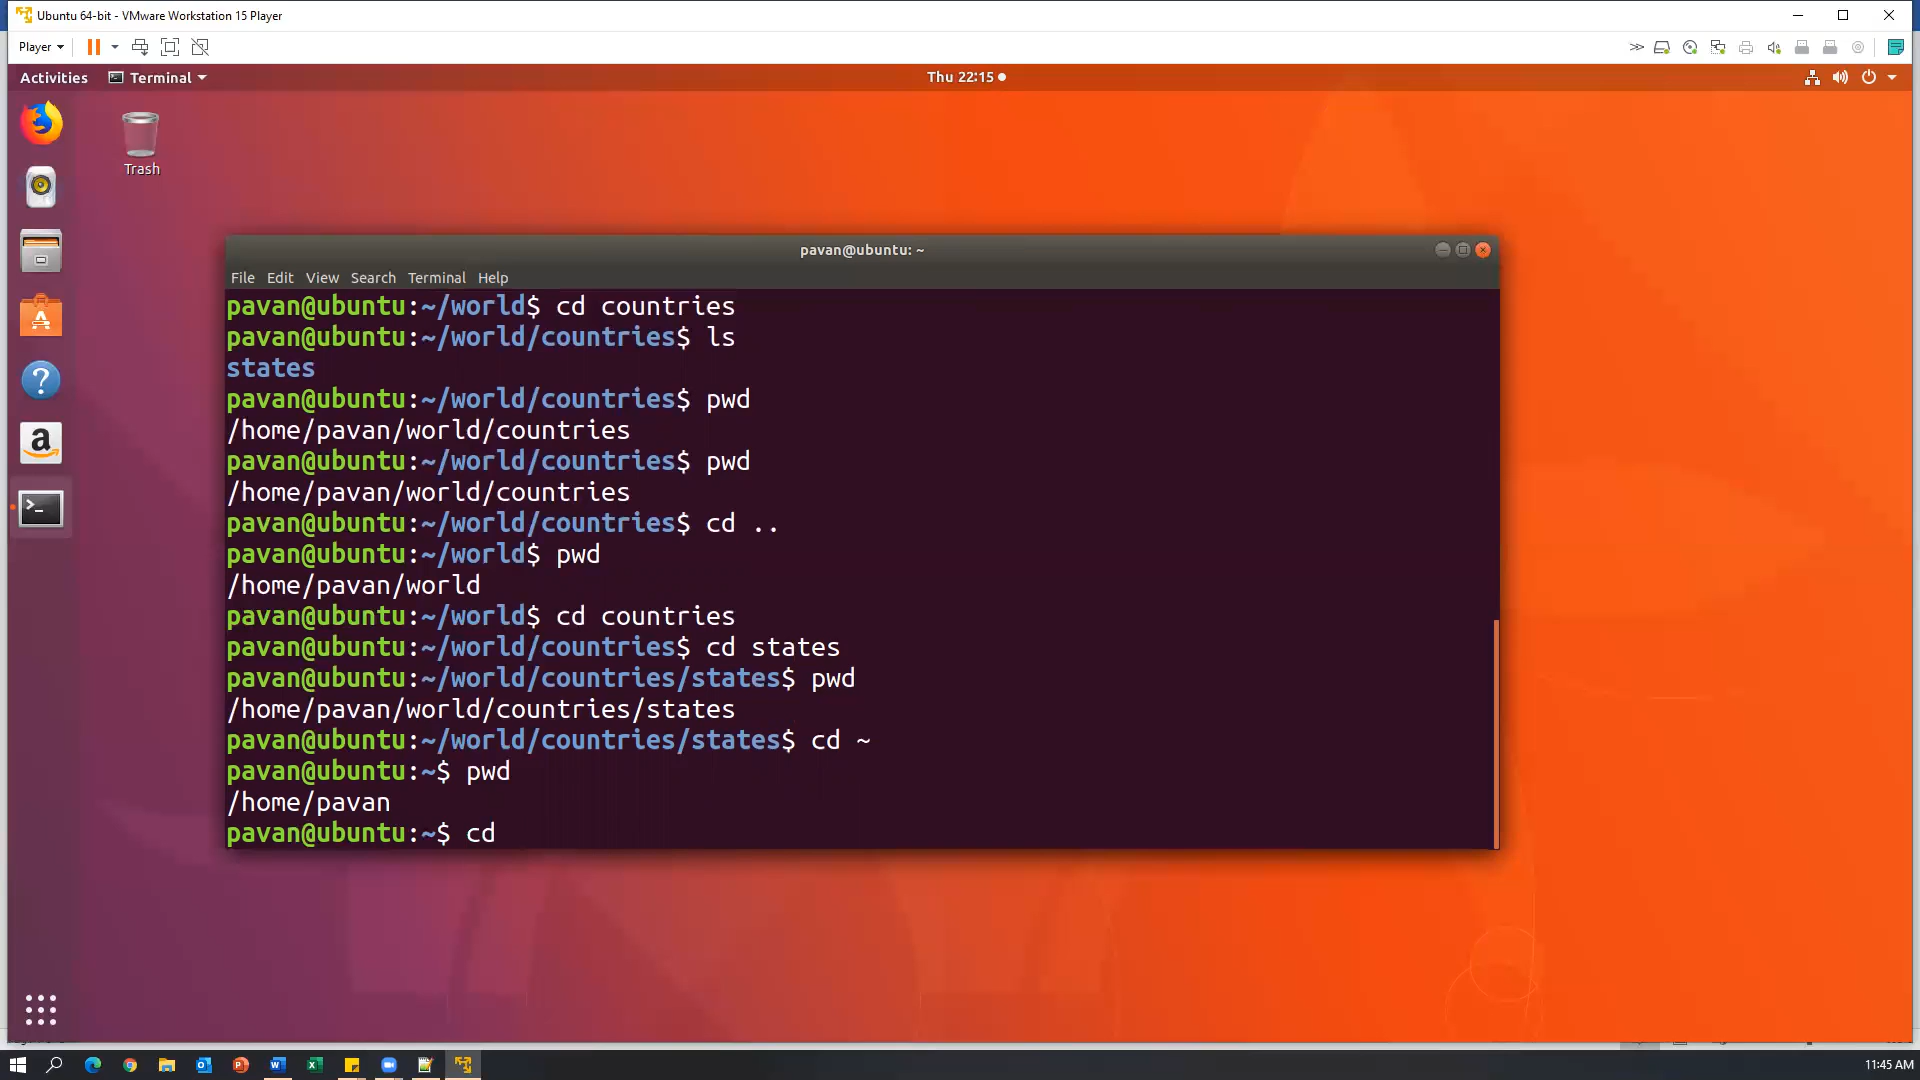 Ubuntu 64-bit - VMware Workstation 15 Player
Player
Activities
Terminal
Thu 22:15
Trash
pavan@ubuntu: ~
File Edit View Search Terminal Help
pavan@ubuntu:~/world$ cd countries
pavan@ubuntu:~/world/countries$ ls
states
pavan@ubuntu:~/world/countries$ pwd
/home/pavan/world/countries
pavan@ubuntu:~/world/countries$ pwd
/home/pavan/world/countries
pavan@ubuntu:~/world/countries$ cd ..
pavan@ubuntu:~/world$ pwd
/home/pavan/world
pavan@ubuntu:~/world$ cd countries
pavan@ubuntu:~/world/countries$ cd states
pavan@ubuntu:~/world/countries/states$ pwd
/home/pavan/world/countries/states
pavan@ubuntu:~/world/countries/states$ cd ~
pavan@ubuntu:~$ pwd
/home/pavan
pavan@ubuntu:~$ cd
11:45 AM